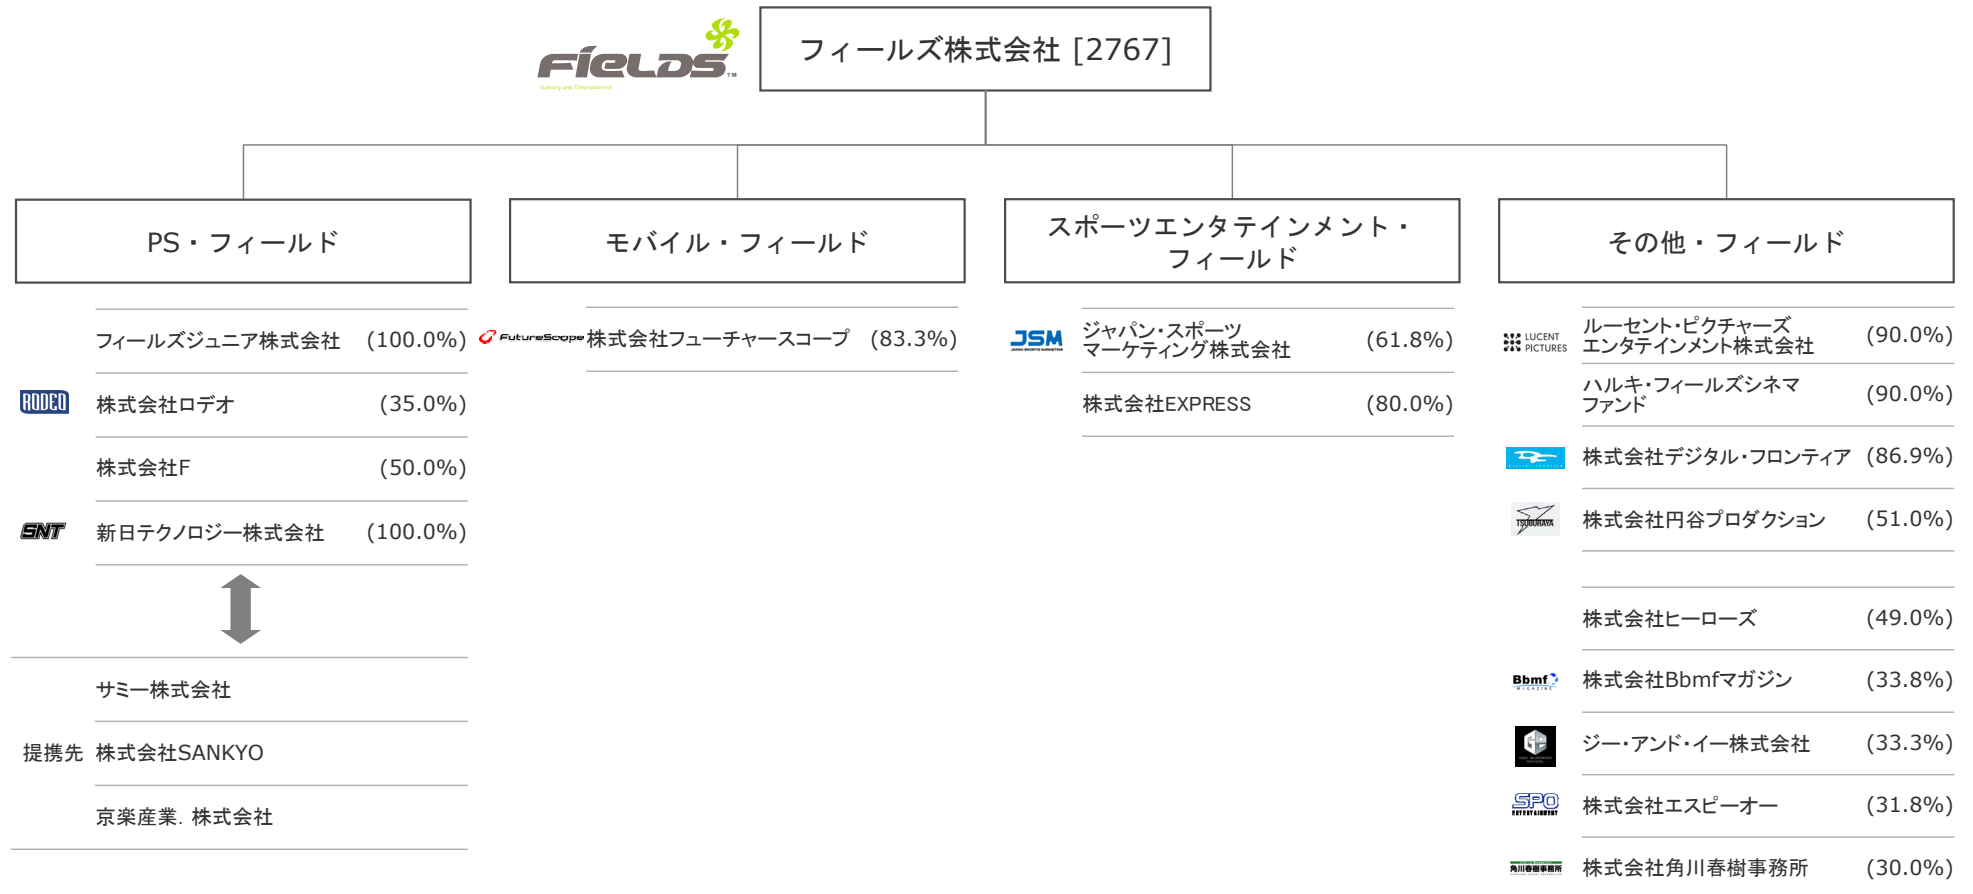 FIELDS™
Gaming and Entertainment
フィールズ株式会社 [2767]
PS・フィールド
フィールズジュニア株式会社 (100.0%)
RODEO 株式会社ロデオ (35.0%)
株式会社F (50.0%)
SNT 新日テクノロジー株式会社 (100.0%)
サミー株式会社
提携先 株式会社SANKYO
京楽産業. 株式会社
モバイル・フィールド
FutureScope 株式会社フューチャースコープ (83.3%)
スポーツエンタテインメント・
フィールド
JSM
JAPAN SPORTS MARKETING
ジャパン・スポーツ
マーケティング株式会社 (61.8%)
株式会社EXPRESS (80.0%)
その他・フィールド
LUCENT
PICTURES
ルーセント・ピクチャーズ
エンタテインメント株式会社 (90.0%)
ハルキ・フィールズシネマ
ファンド (90.0%)
株式会社デジタル・フロンティア (86.9%)
TSUBURAYA 株式会社円谷プロダクション (51.0%)
株式会社ヒーローズ (49.0%)
Bbmf
MAGAZINE
株式会社Bbmfマガジン (33.8%)
ジー・アンド・イー株式会社 (33.3%)
SPO
ENTERTAINMENT
株式会社エスピーオー (31.8%)
角川春樹事務所 株式会社角川春樹事務所 (30.0%)